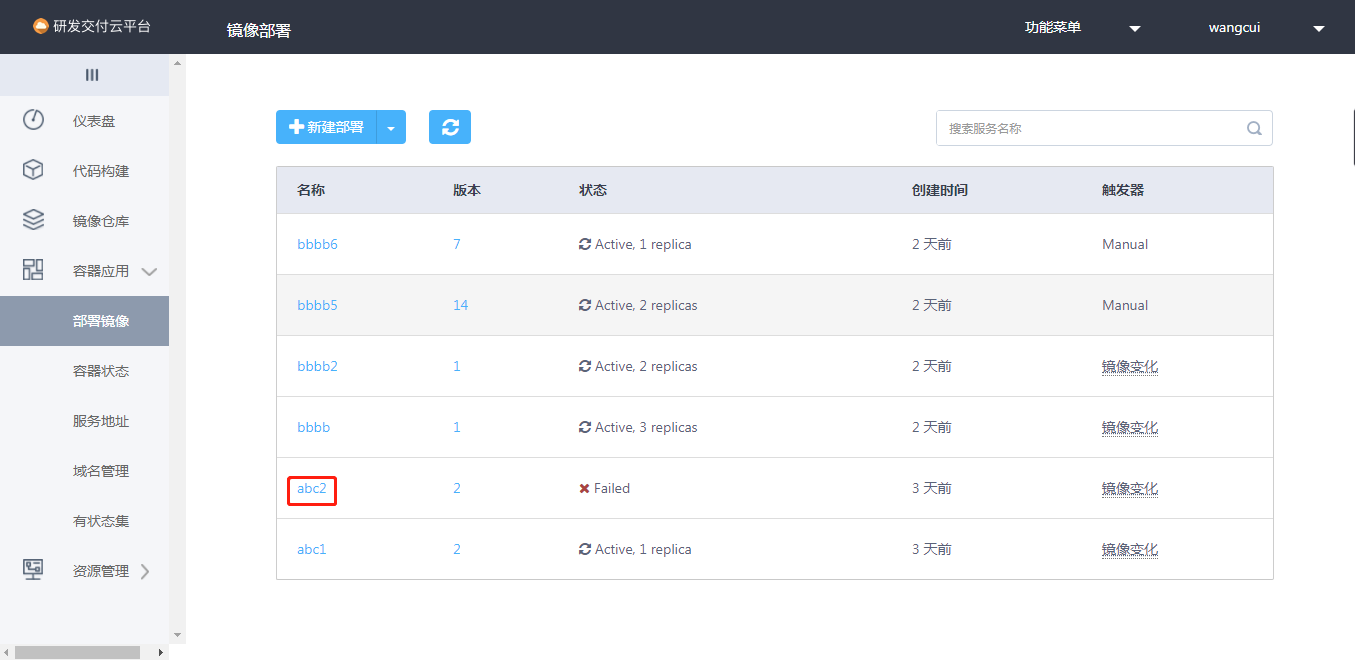 研发交付云平台
镜像部署
功能菜单
wangcui
仪表盘
代码构建
镜像仓库
容器应用
部署镜像
容器状态
服务地址
域名管理
有状态集
资源管理
新建部署
搜索服务名称
名称 版本 状态 创建时间 触发器
bbbb6 7 Active, 1 replica 2 天前 Manual
bbbb5 14 Active, 2 replicas 2 天前 Manual
bbbb2 1 Active, 2 replicas 2 天前 镜像变化
bbbb 1 Active, 3 replicas 2 天前 镜像变化
abc2 2 Failed 3 天前 镜像变化
abc1 2 Active, 1 replica 3 天前 镜像变化